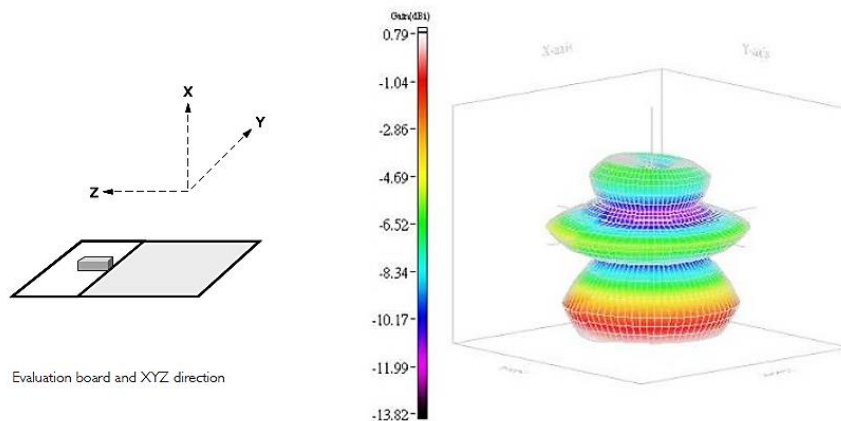 Gain(dBi)
0.79
-1.04
-2.86
-4.69
-6.52
-8.34
-10.17
-11.99
-13.82
X
Y
Z
Evaluation board and XYZ direction
X-axis
Y-axis